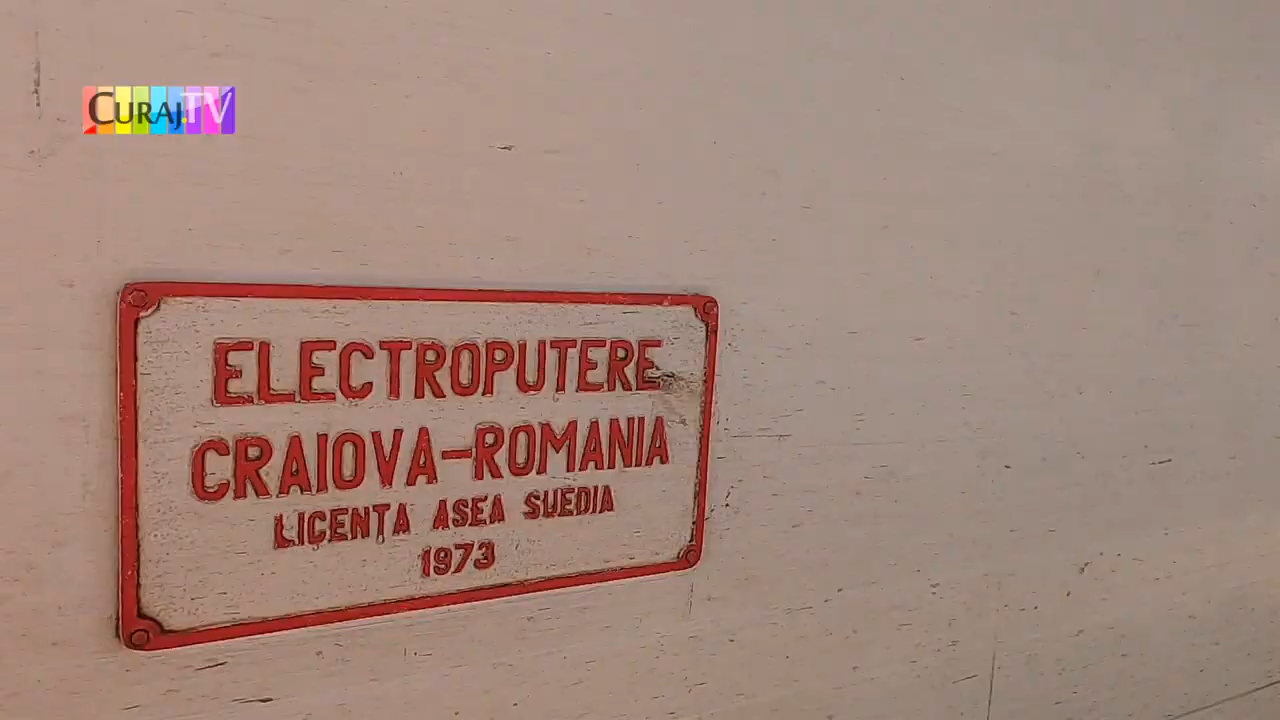 CURAJ.TV
ELECTROPUTERE
CRAIOVA-ROMANIA
LICENȚA ASEA SUEDIA
1973